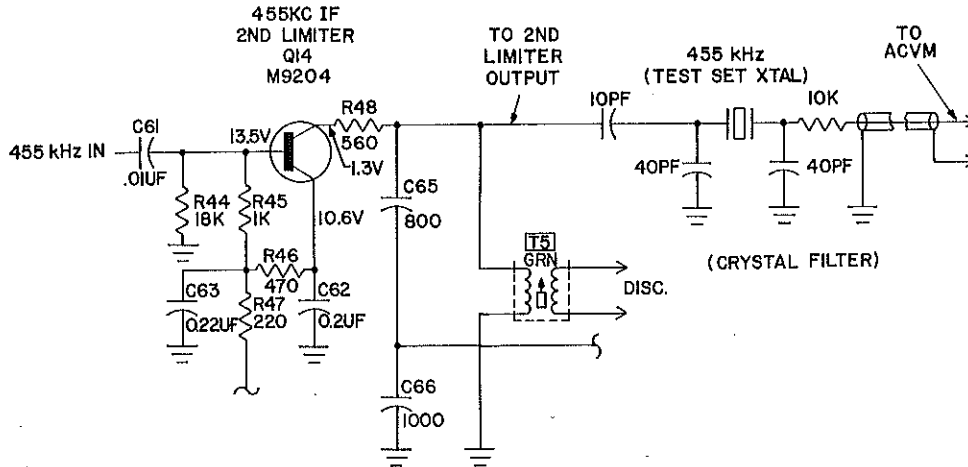 455KC IF
2ND LIMITER
Q14
M9204
TO 2ND
LIMITER
OUTPUT
455 kHz
(TEST SET XTAL)
TO
ACVM
10PF
10K
R48
560
C61
13.5V
1.3V
455 kHz IN
.01UF
40PF
40PF
R44
18K
R45
1K
10.6V
C65
800
R46
470
T5
GRN
(CRYSTAL FILTER)
C63
0.22UF
R47
220
C62
0.2UF
DISC.
C66
1000